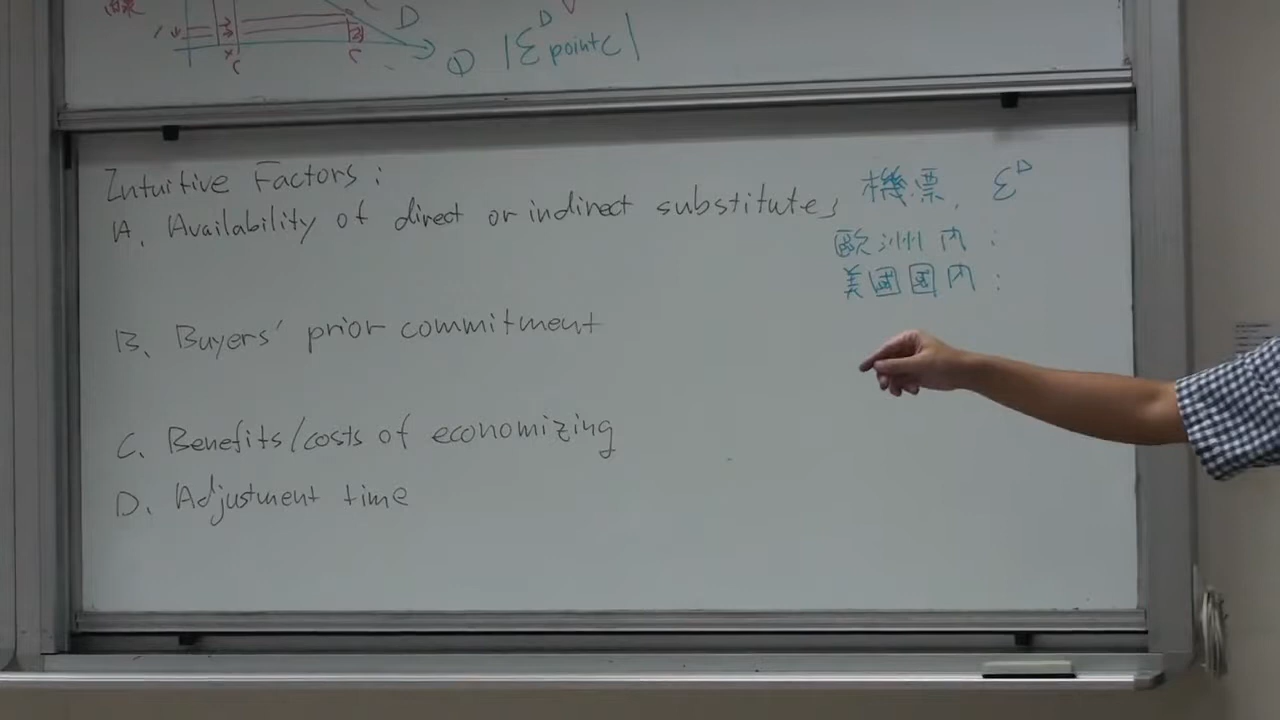 D
Q
|ε^D point C|
Intuitive Factors:
A. Availability of direct or indirect substitutes
B. Buyers' prior commitment
C. Benefits/costs of economizing
D. Adjustment time
機票. ε^D
歐洲內:
美國國內: